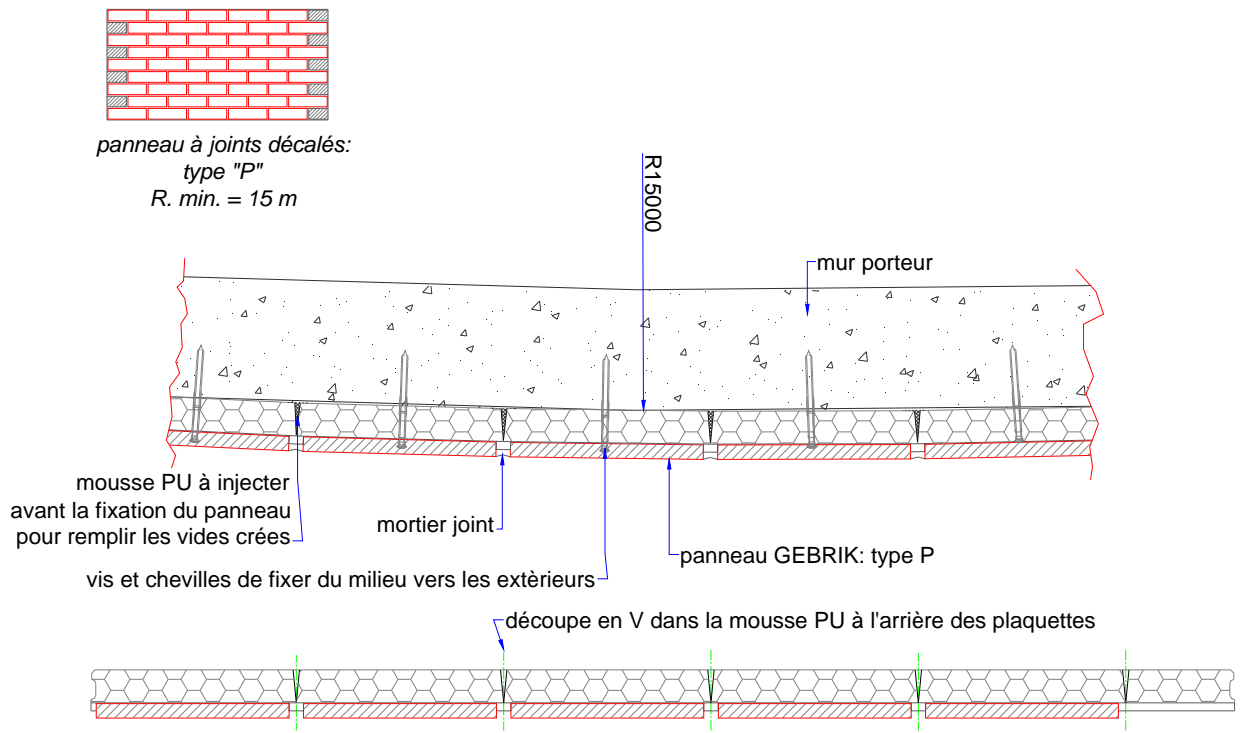 panneau à joints décalés:
type "P"
R. min. = 15 m
R15000
mur porteur
mousse PU à injecter
avant la fixation du panneau
pour remplir les vides crées
mortier joint
panneau GEBRIK: type P
vis et chevilles de fixer du milieu vers les extèrieurs
découpe en V dans la mousse PU à l'arrière des plaquettes